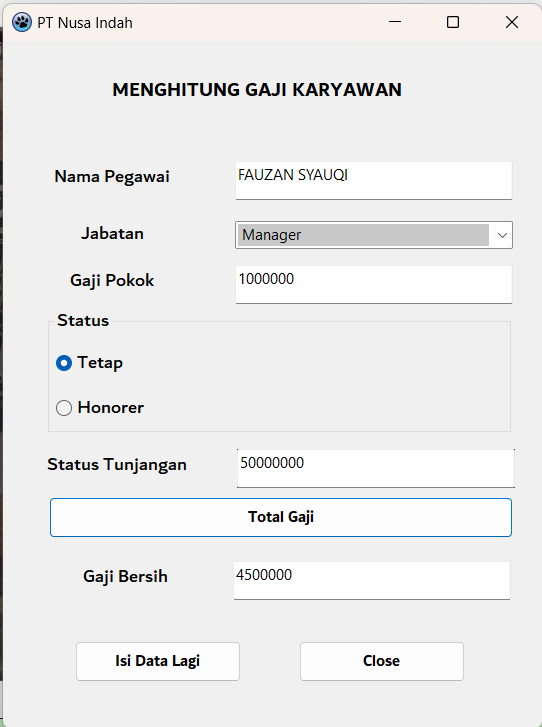 PT Nusa Indah
MENGHITUNG GAJI KARYAWAN
Nama Pegawai FAUZAN SYAUQI
Jabatan Manager
Gaji Pokok 1000000
Status
Tetap
Honorer
Status Tunjangan 50000000
Total Gaji
Gaji Bersih 4500000
Isi Data Lagi Close